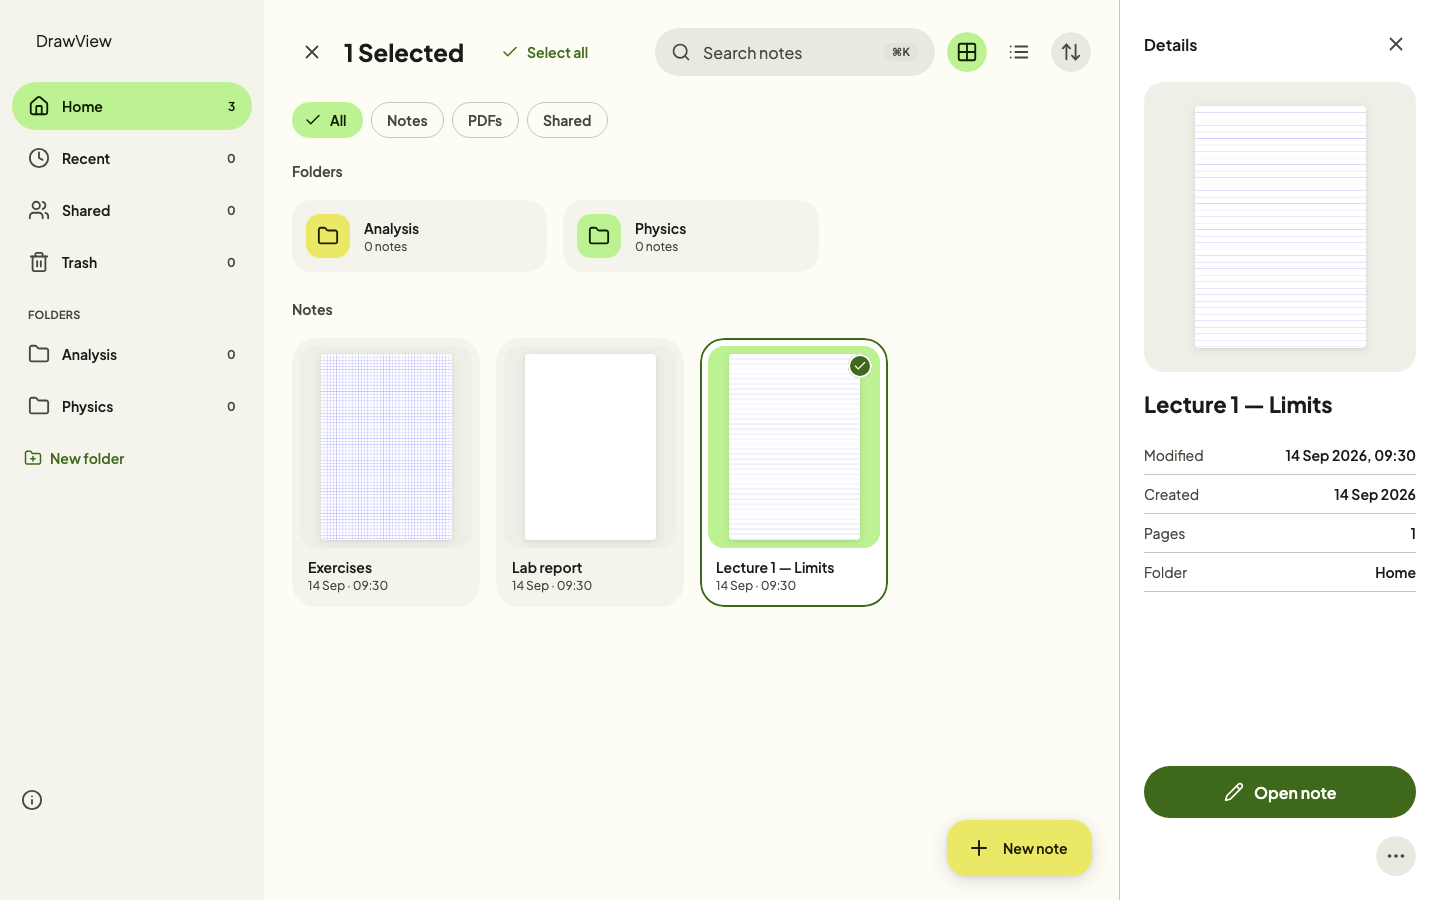 DrawView
Home 3
Recent 0
Shared 0
Trash 0
FOLDERS
Analysis 0
Physics 0
New folder
1 Selected
Select all
Search notes ⌘K
All
Notes
PDFs
Shared
Folders
Analysis
0 notes
Physics
0 notes
Notes
Exercises
14 Sep · 09:30
Lab report
14 Sep · 09:30
Lecture 1 — Limits
14 Sep · 09:30
New note
Details
Lecture 1 — Limits
Modified 14 Sep 2026, 09:30
Created 14 Sep 2026
Pages 1
Folder Home
Open note